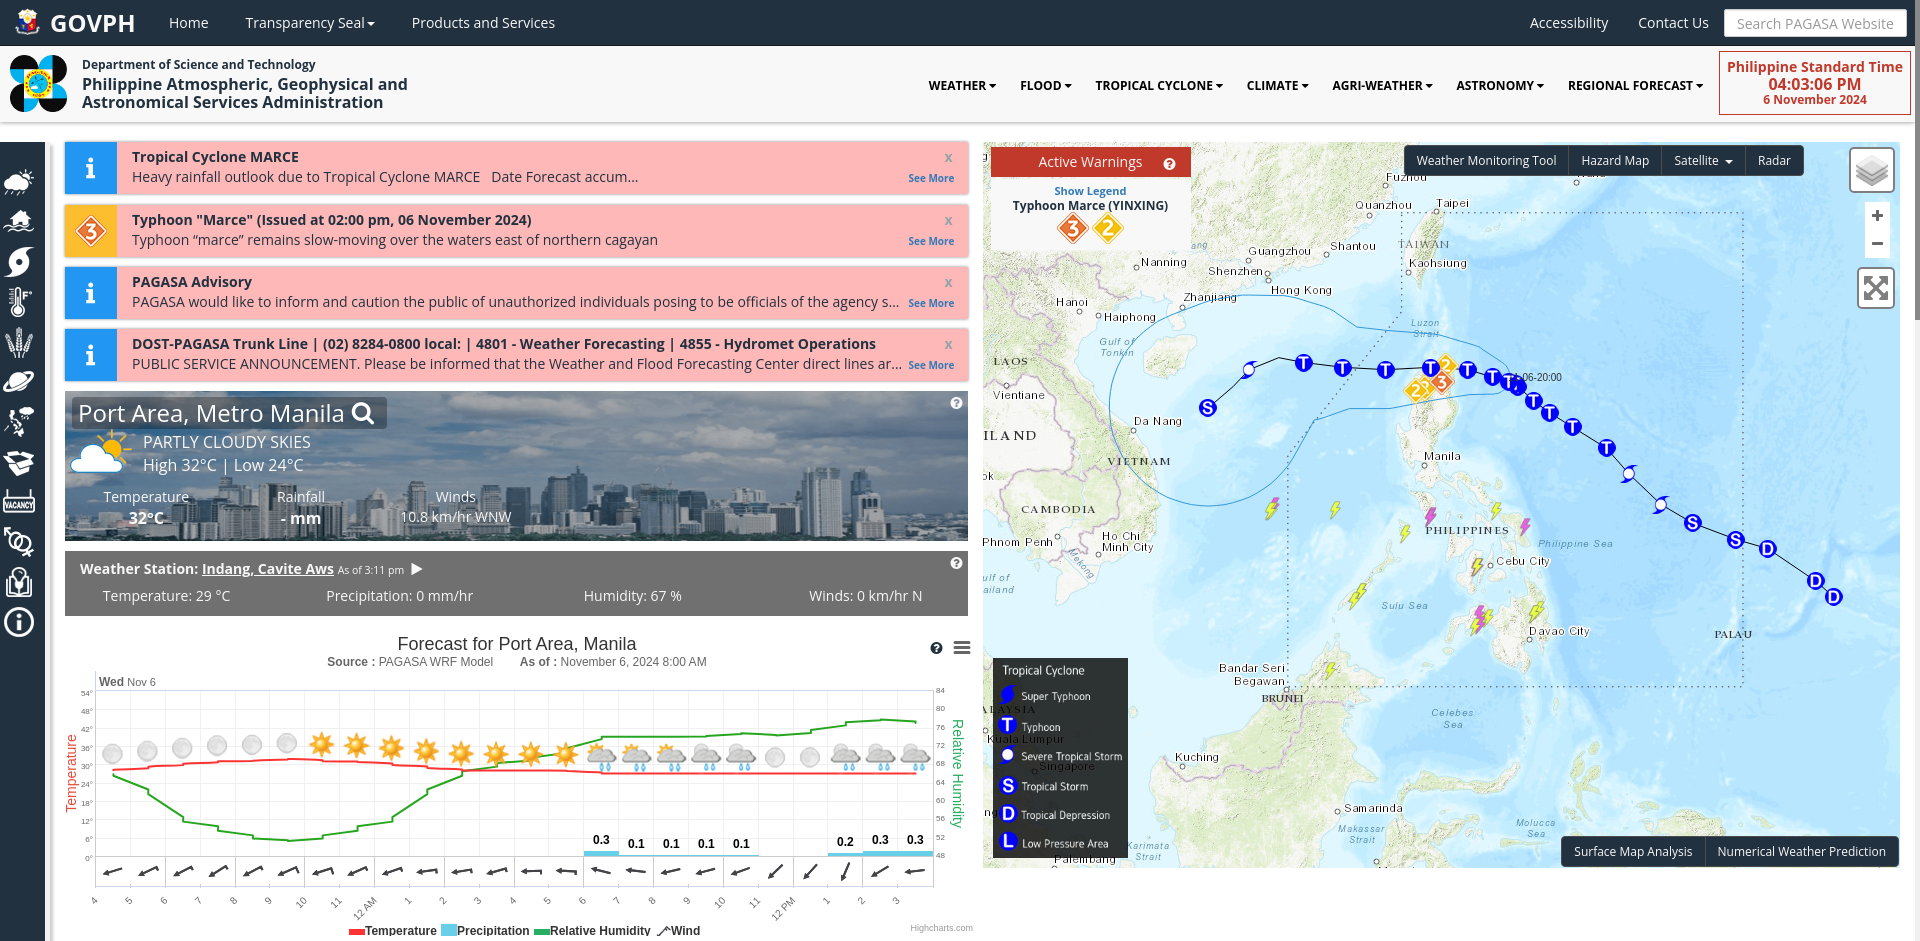 GOVPH
Home
Transparency Seal
Products and Services
Accessibility
Contact Us
Search PAGASA Website
Department of Science and Technology
Philippine Atmospheric, Geophysical and
Astronomical Services Administration
WEATHER
FLOOD
TROPICAL CYCLONE
CLIMATE
AGRI-WEATHER
ASTRONOMY
REGIONAL FORECAST
Philippine Standard Time
04:03:06 PM
6 November 2024
VACANCY
Tropical Cyclone MARCE
x
Heavy rainfall outlook due to Tropical Cyclone MARCE Date Forecast accum...
See More
3
Typhoon "Marce" (Issued at 02:00 pm, 06 November 2024)
x
Typhoon “marce” remains slow-moving over the waters east of northern cagayan
See More
PAGASA Advisory
x
PAGASA would like to inform and caution the public of unauthorized individuals posing to be officials of the agency s...
See More
DOST-PAGASA Trunk Line | (02) 8284-0800 local: | 4801 - Weather Forecasting | 4855 - Hydromet Operations
x
PUBLIC SERVICE ANNOUNCEMENT. Please be informed that the Weather and Flood Forecasting Center direct lines ar...
See More
Port Area, Metro Manila
PARTLY CLOUDY SKIES
High 32°C | Low 24°C
Temperature
32°C
Rainfall
- mm
Winds
10.8 km/hr WNW
Weather Station: Indang, Cavite Aws As of 3:11 pm
Temperature: 29 °C
Precipitation: 0 mm/hr
Humidity: 67 %
Winds: 0 km/hr N
Forecast for Port Area, Manila
Source : PAGASA WRF Model As of : November 6, 2024 8:00 AM
Wed Nov 6
Temperature
54°
48°
42°
36°
30°
24°
18°
12°
6°
0°
84
80
76
72
68
64
60
56
52
48
Relative Humidity
0.3
0.1
0.1
0.1
0.1
0.2
0.3
0.3
4
5
6
7
8
9
10
11
12 AM
1
2
3
4
5
6
7
8
9
10
11
12 PM
1
2
3
Temperature
Precipitation
Relative Humidity
Wind
Highcharts.com
Active Warnings
Show Legend
Typhoon Marce (YINXING)
3
2
Weather Monitoring Tool
Hazard Map
Satellite
Radar
+
−
Fuzhou
Quanzhou
Taipei
TAIWAN
Kaohsiung
Shantou
Guangzhou
Shenzhen
Hong Kong
Nanning
Zhanjiang
Hanoi
Haiphong
Gulf of
Tonkin
Luzon
Strait
LAOS
Vientiane
ILAND
Da Nang
VIETNAM
CAMBODIA
Phnom Penh
Ho Chi
Minh City
Mekong
ulf of
ailand
06-20:00
Manila
PHILIPPINES
Philippine Sea
Cebu City
Sulu Sea
Davao City
PALAU
Bandar Seri
Begawan
BRUNEI
Celebes
Sea
Kuching
Samarinda
Makassar
Strait
Molucca
Sea
Karimata
Strait
Palembang
ALAYSIA
Kuala Lumpur
Singapore
Tropical Cyclone
Super Typhoon
T Typhoon
Severe Tropical Storm
S Tropical Storm
D Tropical Depression
L Low Pressure Area
Surface Map Analysis
Numerical Weather Prediction